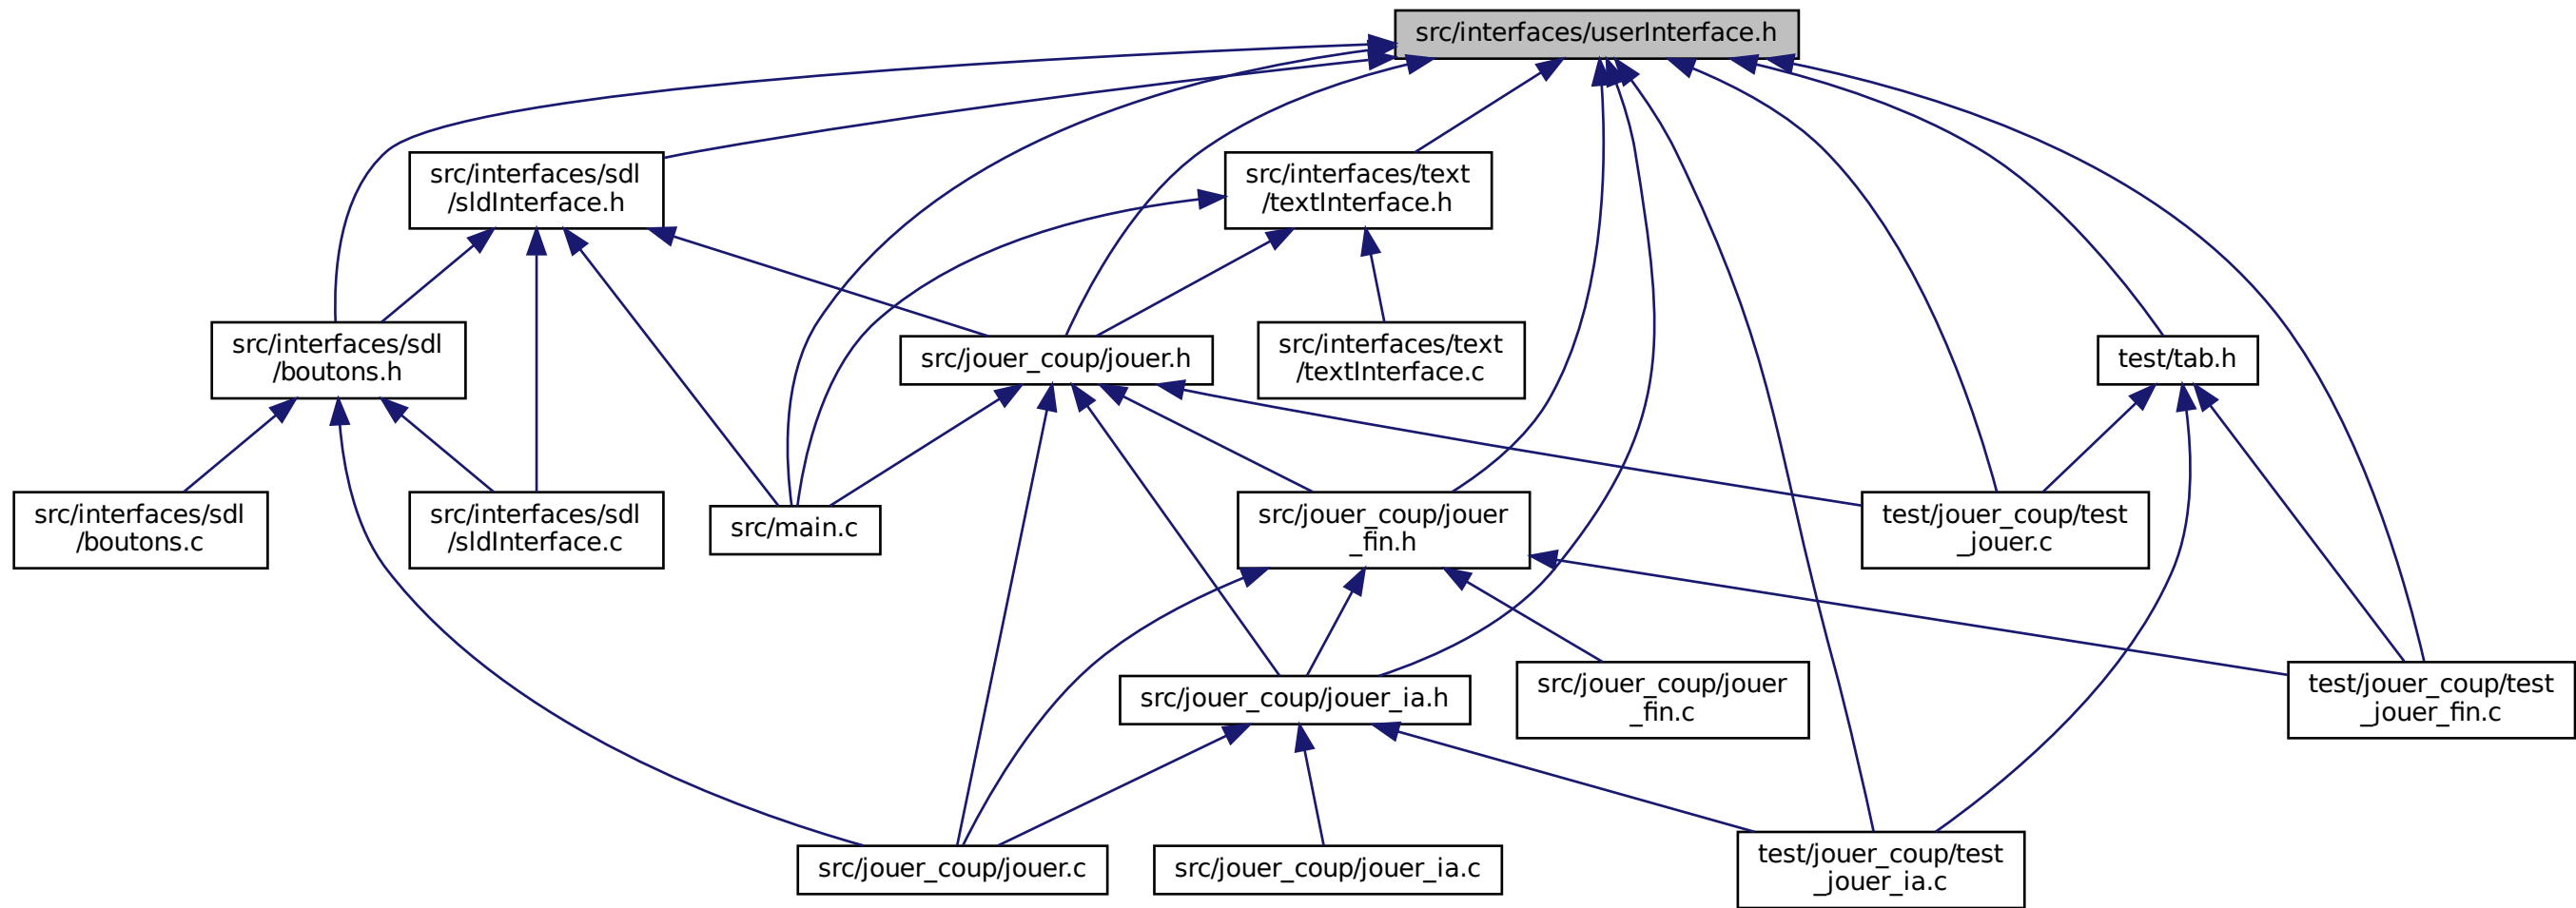 src/interfaces/userInterface.h
src/interfaces/sdl
/sldInterface.h
src/interfaces/text
/textInterface.h
src/interfaces/sdl
/boutons.h
src/jouer_coup/jouer.h
src/interfaces/text
/textInterface.c
test/tab.h
src/interfaces/sdl
/boutons.c
src/interfaces/sdl
/sldInterface.c
src/main.c
src/jouer_coup/jouer
_fin.h
test/jouer_coup/test
_jouer.c
src/jouer_coup/jouer_ia.h
src/jouer_coup/jouer
_fin.c
test/jouer_coup/test
_jouer_fin.c
src/jouer_coup/jouer.c
src/jouer_coup/jouer_ia.c
test/jouer_coup/test
_jouer_ia.c